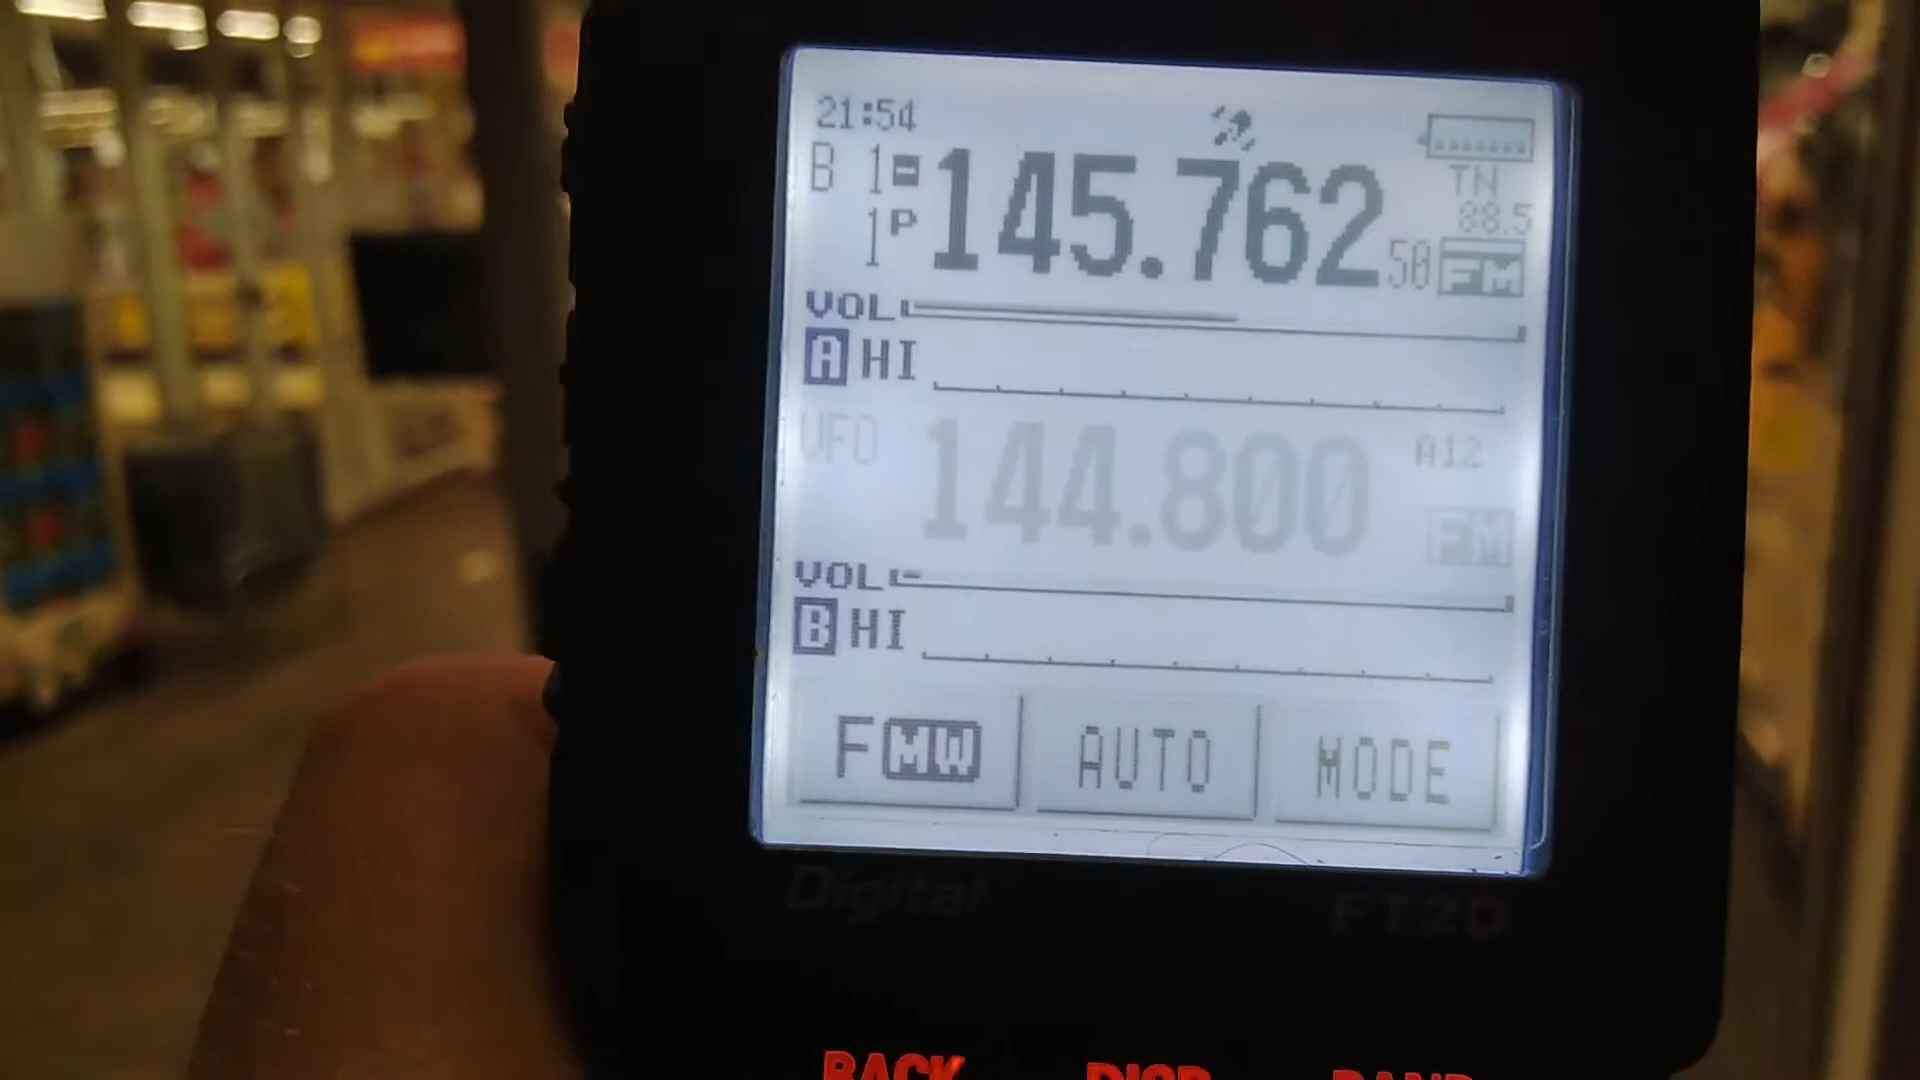 21:54
B 1 145.762 50 TN 88.5 FM
1P
VOL
A HI
VFO 144.800 A12 FM
VOL
B HI
F MW AUTO MODE
Digital FT2D
BACK DISP BAND